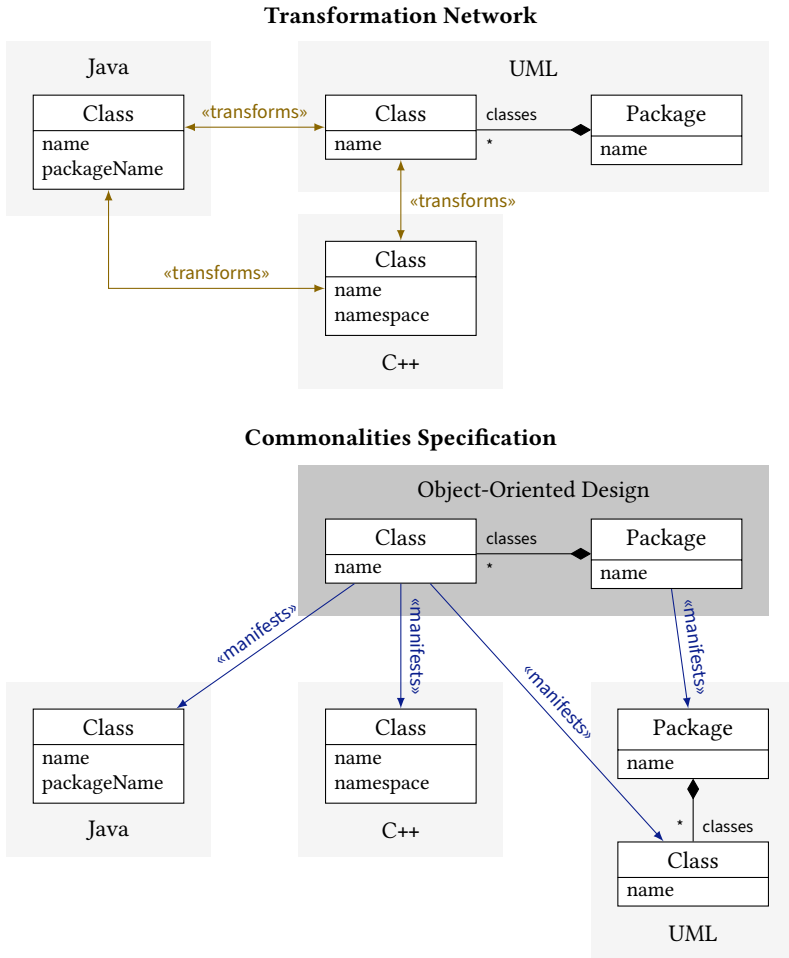 Transformation Network
Java
Class
name
packageName
«transforms»
UML
Class
name
classes
*
Package
name
«transforms»
«transforms»
Class
name
namespace
C++
Commonalities Specification
Object-Oriented Design
Class
name
classes
*
Package
name
«manifests»
«manifests»
«manifests»
«manifests»
Class
name
packageName
Java
Class
name
namespace
C++
Package
name
* classes
Class
name
UML